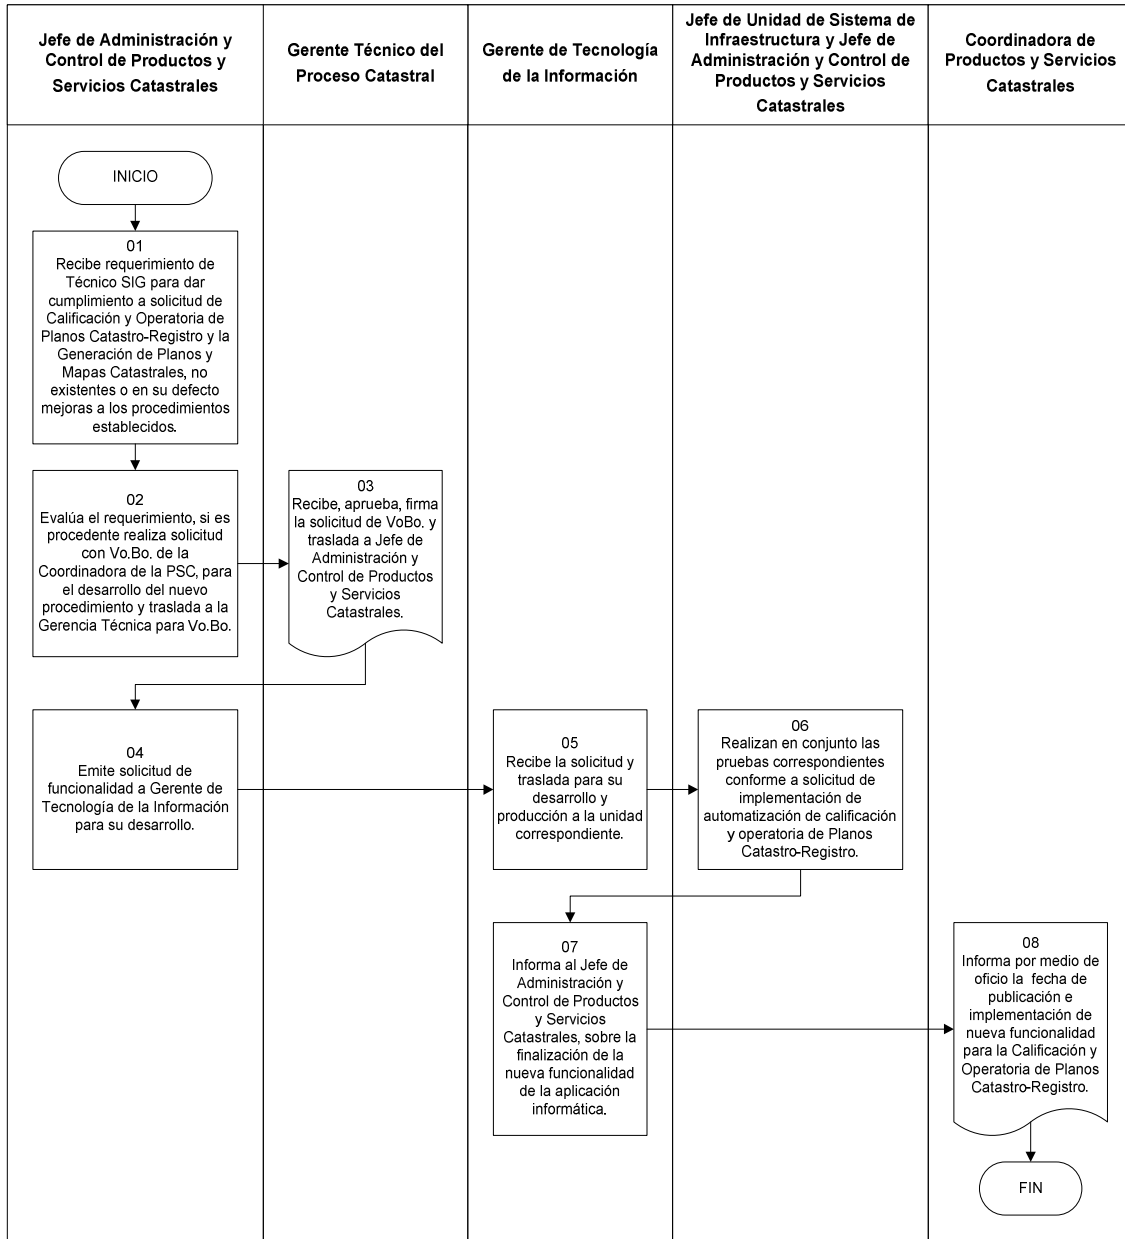 Jefe de Administración y
Control de Productos y
Servicios Catastrales
Gerente Técnico del
Proceso Catastral
Gerente de Tecnología
de la Información
Jefe de Unidad de Sistema de
Infraestructura y Jefe de
Administración y Control de
Productos y Servicios
Catastrales
Coordinadora de
Productos y Servicios
Catastrales
INICIO
01
Recibe requerimiento de
Técnico SIG para dar
cumplimiento a solicitud de
Calificación y Operatoria de
Planos Catastro-Registro y la
Generación de Planos y
Mapas Catastrales, no
existentes o en su defecto
mejoras a los procedimientos
establecidos.
02
Evalúa el requerimiento, si es
procedente realiza solicitud
con Vo.Bo. de la
Coordinadora de la PSC, para
el desarrollo del nuevo
procedimiento y traslada a la
Gerencia Técnica para Vo.Bo.
03
Recibe, aprueba, firma
la solicitud de VoBo. y
traslada a Jefe de
Administración y
Control de Productos
y Servicios
Catastrales.
04
Emite solicitud de
funcionalidad a Gerente de
Tecnología de la Información
para su desarrollo.
05
Recibe la solicitud y
traslada para su
desarrollo y
producción a la unidad
correspondiente.
06
Realizan en conjunto las
pruebas correspondientes
conforme a solicitud de
implementación de
automatización de calificación
y operatoria de Planos
Catastro-Registro.
07
Informa al Jefe de
Administración y
Control de Productos
y Servicios
Catastrales, sobre la
finalización de la
nueva funcionalidad
de la aplicación
informática.
08
Informa por medio de
oficio la fecha de
publicación e
implementación de
nueva funcionalidad
para la Calificación y
Operatoria de Planos
Catastro-Registro.
FIN